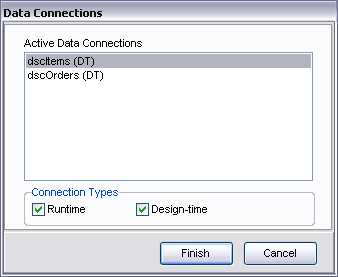 Data Connections
Active Data Connections
dscItems (DT)
dscOrders (DT)
Connection Types
Runtime
Design-time
Finish
Cancel